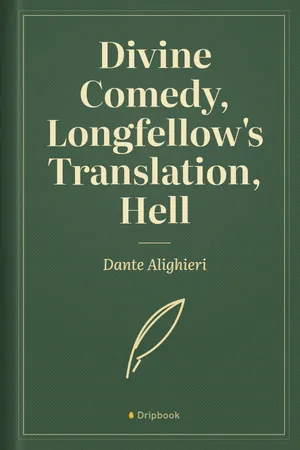 Divine
Comedy,
Longfellow's
Translation,
Hell
Dante Alighieri
Dripbook